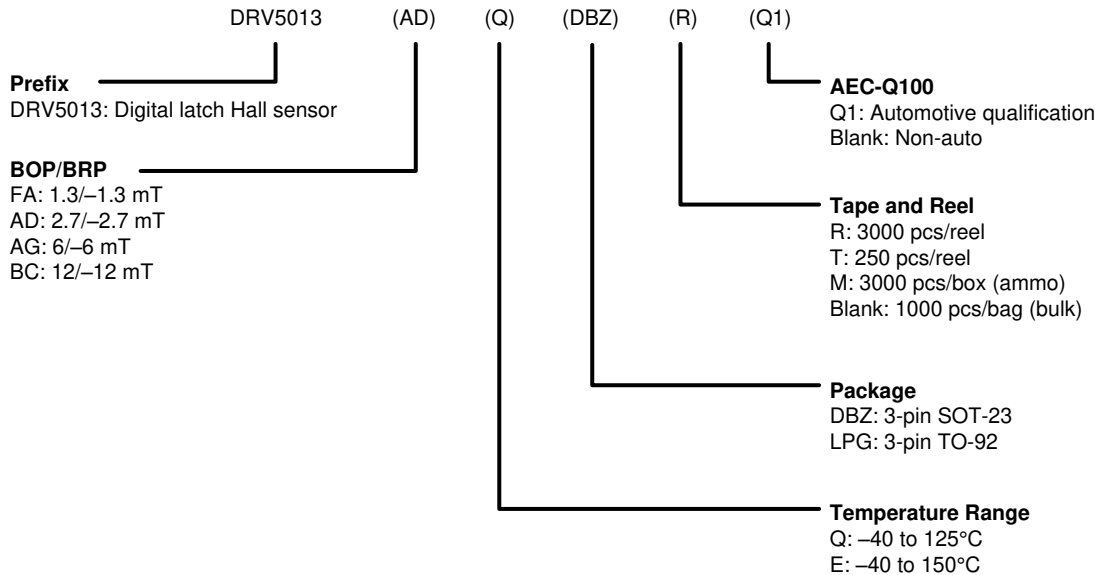 DRV5013 (AD) (Q) (DBZ) (R) (Q1)
Prefix
DRV5013: Digital latch Hall sensor
BOP/BRP
FA: 1.3/–1.3 mT
AD: 2.7/–2.7 mT
AG: 6/–6 mT
BC: 12/–12 mT
AEC-Q100
Q1: Automotive qualification
Blank: Non-auto
Tape and Reel
R: 3000 pcs/reel
T: 250 pcs/reel
M: 3000 pcs/box (ammo)
Blank: 1000 pcs/bag (bulk)
Package
DBZ: 3-pin SOT-23
LPG: 3-pin TO-92
Temperature Range
Q: –40 to 125°C
E: –40 to 150°C